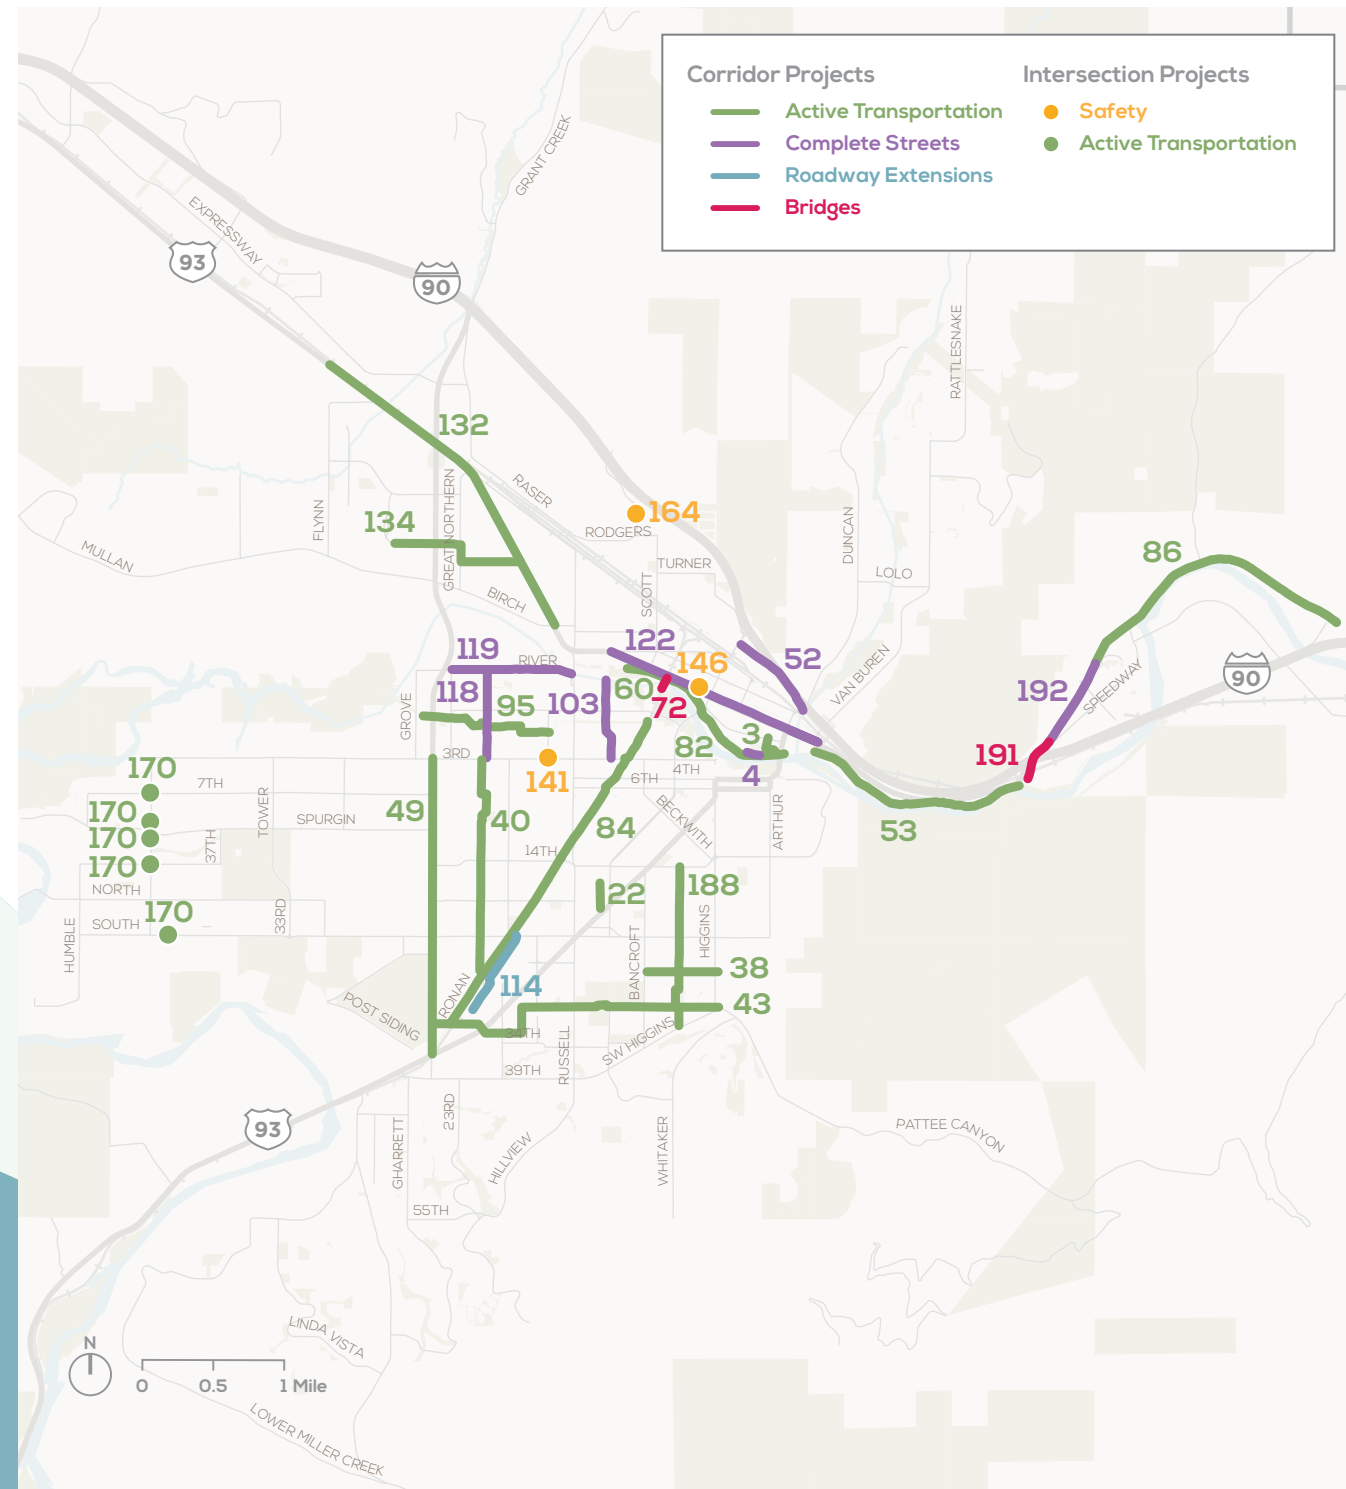 Corridor Projects
Active Transportation
Complete Streets
Roadway Extensions
Bridges
Intersection Projects
Safety
Active Transportation
GRANT CREEK
EXPRESSWAY
93
90
RATTLESNAKE
132
RASER
GREAT NORTHERN
FLYNN
134
164
RODGERS
DUNCAN
MULLAN
TURNER
LOLO
86
SCOTT
BIRCH
122
119
RIVER
146
52
VAN BUREN
118
60
103
72
192
SPEEDWAY
90
GROVE
95
82
3
4
191
3RD
141
4TH
6TH
170
7TH
170
170
170
TOWER
SPURGIN
37TH
49
40
84
BECKWITH
ARTHUR
53
14TH
NORTH
22
188
170
SOUTH
33RD
HUMBLE
HIGGINS
BANCROFT
38
114
RONAN
43
POST SIDING
34TH
SW HIGGINS
RUSSELL
39TH
93
23RD
GHARRETT
HILLVIEW
WHITAKER
PATTEE CANYON
55TH
LINDA VISTA
N
0 0.5 1 Mile
LOWER MILLER CREEK